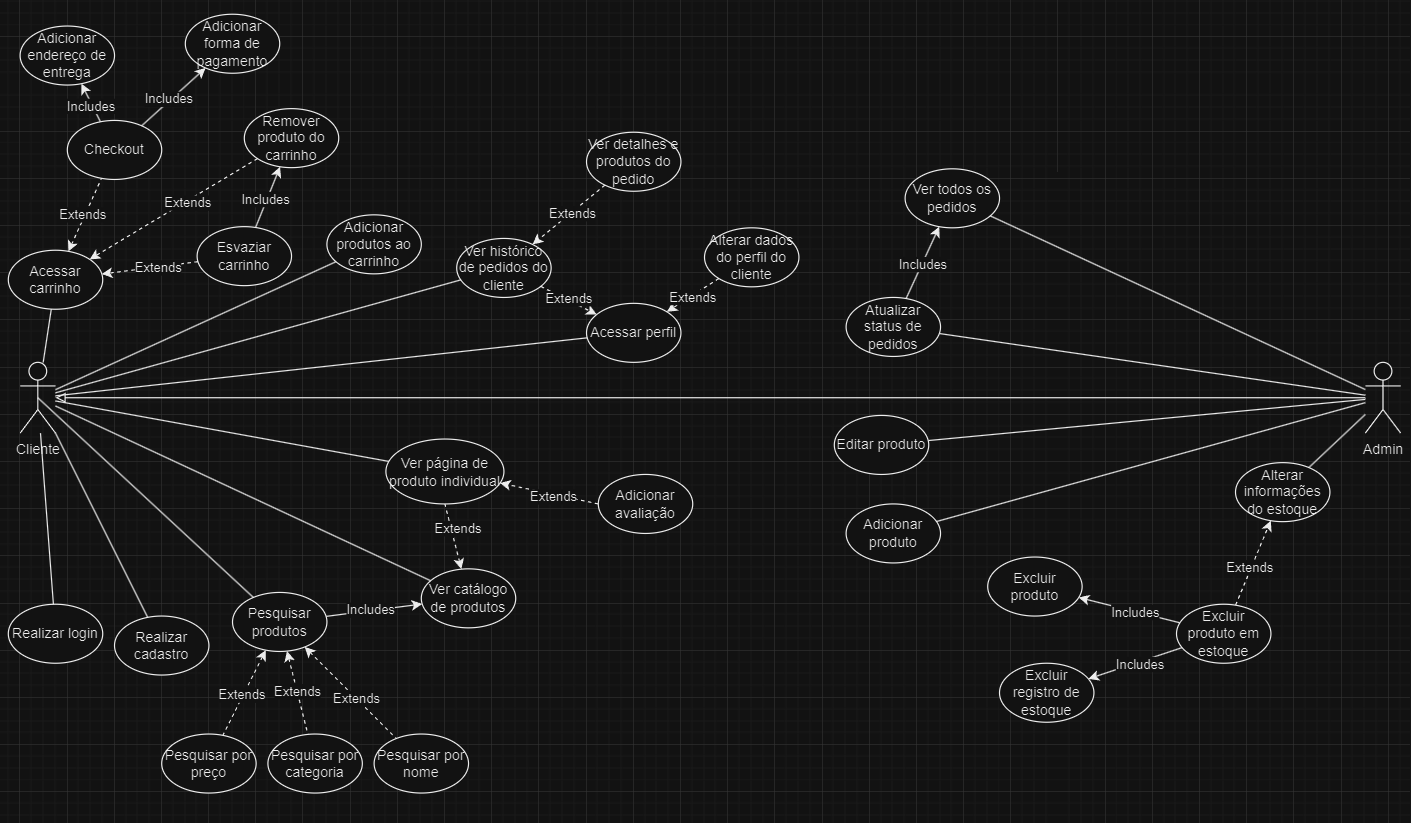 Adicionar
endereço de
entrega
Adicionar
forma de
pagamento
Includes
Includes
Checkout
Remover
produto do
carrinho
Ver detalhes e
produtos do
pedido
Extends
Extends
Includes
Extends
Ver todos os
pedidos
Adicionar
produtos ao
carrinho
Esvaziar
carrinho
Extends
Acessar
carrinho
Ver histórico
de pedidos do
cliente
Alterar dados
do perfil do
cliente
Includes
Extends
Extends
Acessar perfil
Atualizar
status de
pedidos
Cliente
Admin
Editar produto
Ver página de
produto individual
Extends
Adicionar
avaliação
Alterar
informações
do estoque
Extends
Adicionar
produto
Extends
Ver catálogo
de produtos
Excluir
produto
Includes
Pesquisar
produtos
Includes
Excluir
produto em
estoque
Realizar login
Realizar
cadastro
Includes
Excluir
registro de
estoque
Extends
Extends
Extends
Pesquisar por
preço
Pesquisar por
categoria
Pesquisar por
nome